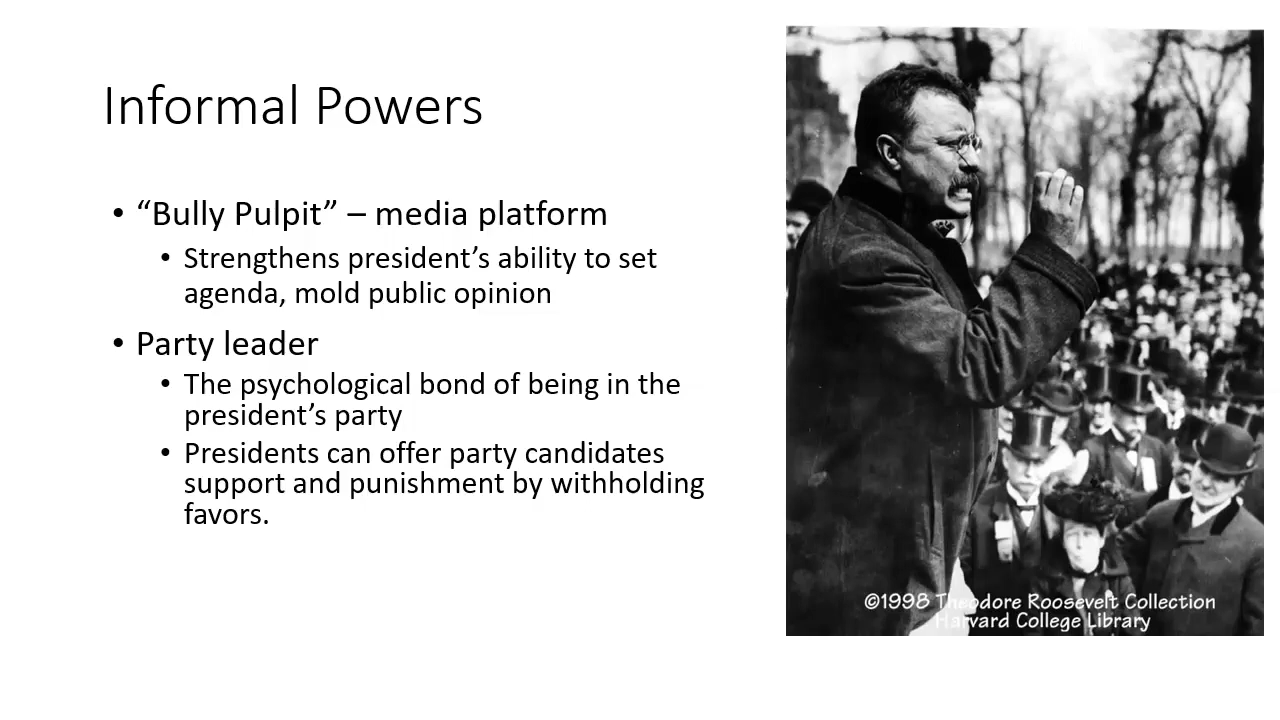 Informal Powers
• “Bully Pulpit” – media platform
• Strengthens president’s ability to set
agenda, mold public opinion
• Party leader
• The psychological bond of being in the
president’s party
• Presidents can offer party candidates
support and punishment by withholding
favors.
©1998 Theodore Roosevelt Collection
Harvard College Library